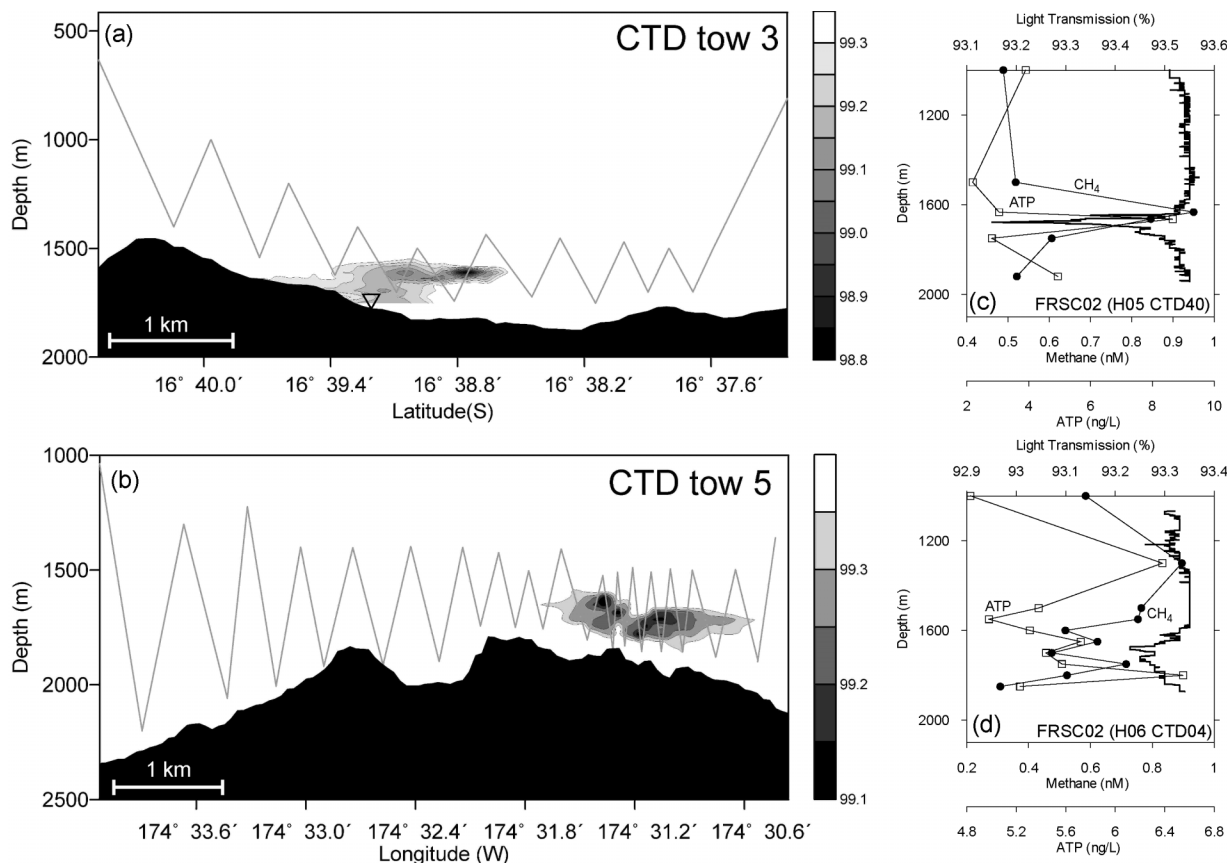 (a)
CTD tow 3
500
1000
1500
2000
Depth (m)
1 km
16° 40.0´ 16° 39.4´ 16° 38.8´ 16° 38.2´ 16° 37.6´
Latitude(S)
99.3
99.2
99.1
99.0
98.9
98.8
(b)
CTD tow 5
1000
1500
2000
2500
Depth (m)
1 km
174° 33.6´ 174° 33.0´ 174° 32.4´ 174° 31.8´ 174° 31.2´ 174° 30.6´
Longitude (W)
99.3
99.2
99.1
Light Transmission (%)
93.1 93.2 93.3 93.4 93.5 93.6
1200
1600
2000
Depth (m)
CH4
ATP
(c)
FRSC02 (H05 CTD40)
0.4 0.5 0.6 0.7 0.8 0.9 1
Methane (nM)
2 4 6 8 10
ATP (ng/L)
Light Transmission (%)
92.9 93 93.1 93.2 93.3 93.4
1200
1600
2000
Depth (m)
ATP
CH4
(d)
FRSC02 (H06 CTD04)
0.2 0.4 0.6 0.8 1
Methane (nM)
4.8 5.2 5.6 6 6.4 6.8
ATP (ng/L)